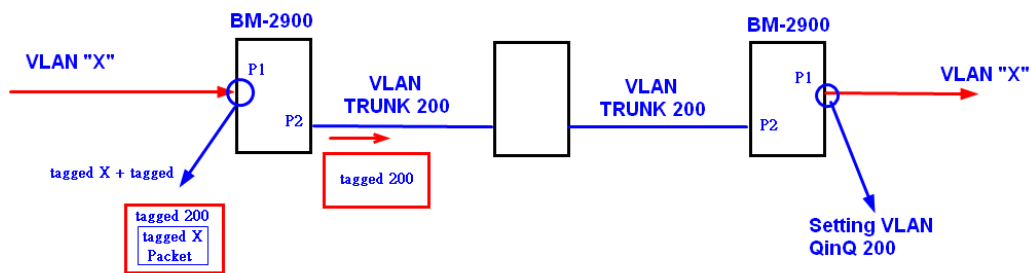 BM-2900
BM-2900
VLAN "X"
P1
VLAN
TRUNK 200
VLAN
TRUNK 200
P1
VLAN "X"
P2
P2
tagged X + tagged
tagged 200
tagged 200
tagged X
Packet
Setting VLAN
QinQ 200